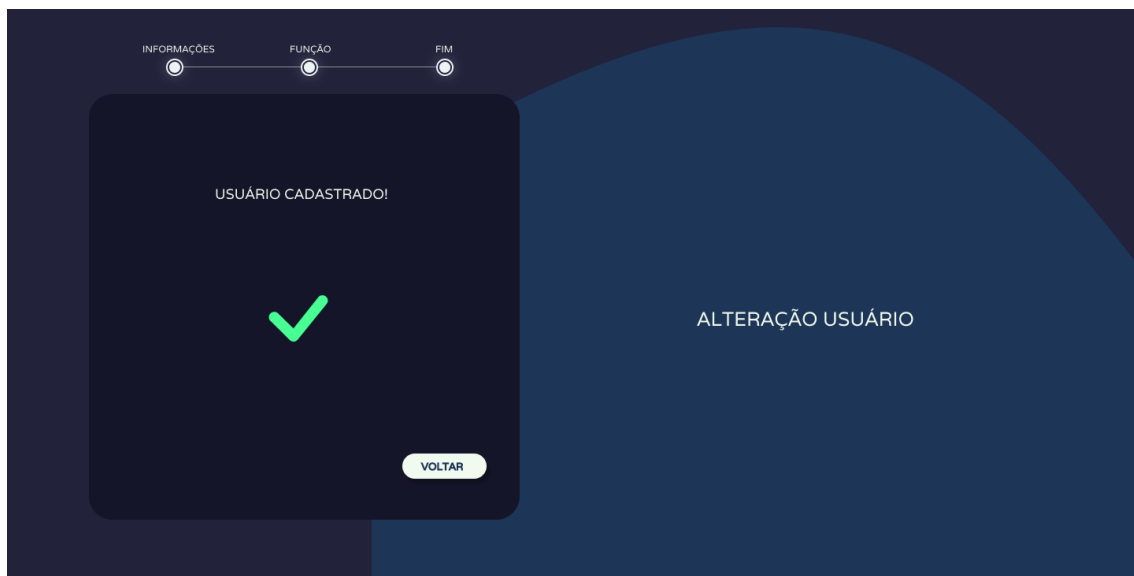 INFORMAÇÕES FUNÇÃO FIM
USUÁRIO CADASTRADO!
ALTERAÇÃO USUÁRIO
VOLTAR